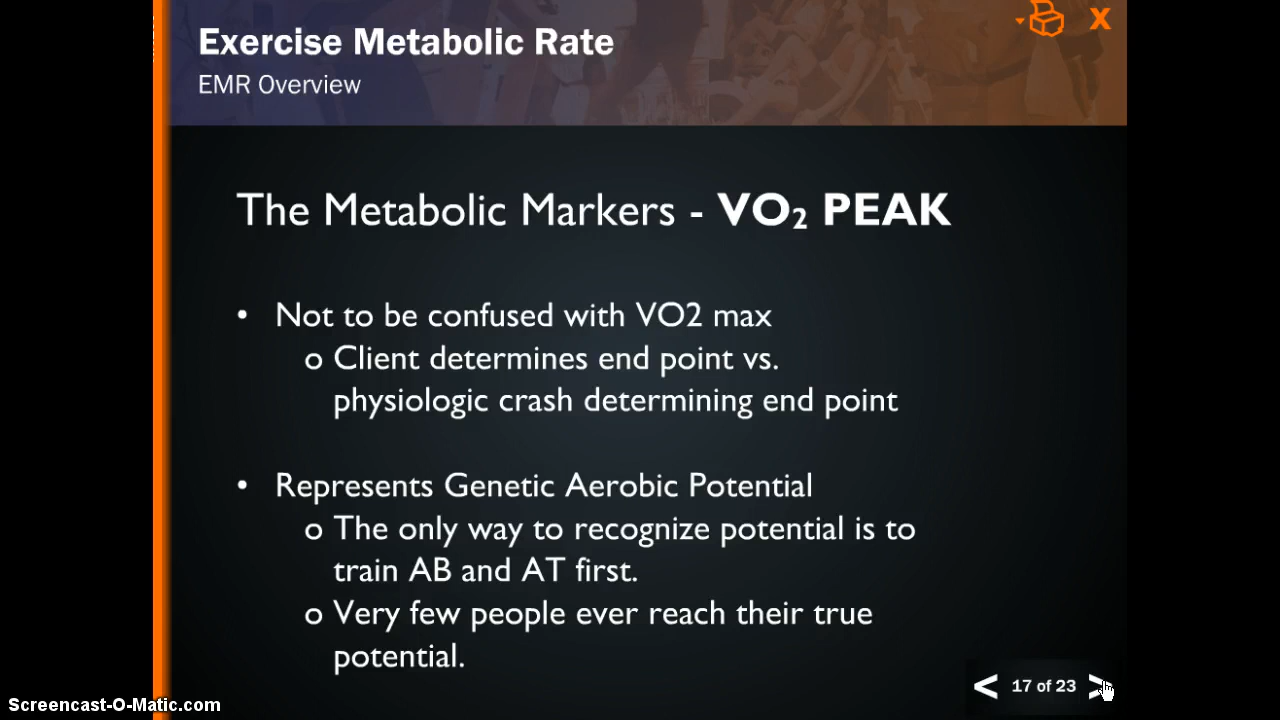 Exercise Metabolic Rate
X
EMR Overview
The Metabolic Markers - VO₂ PEAK
• Not to be confused with VO2 max
o Client determines end point vs.
physiologic crash determining end point
• Represents Genetic Aerobic Potential
o The only way to recognize potential is to
train AB and AT first.
o Very few people ever reach their true
potential.
< 17 of 23 >
Screencast-O-Matic.com